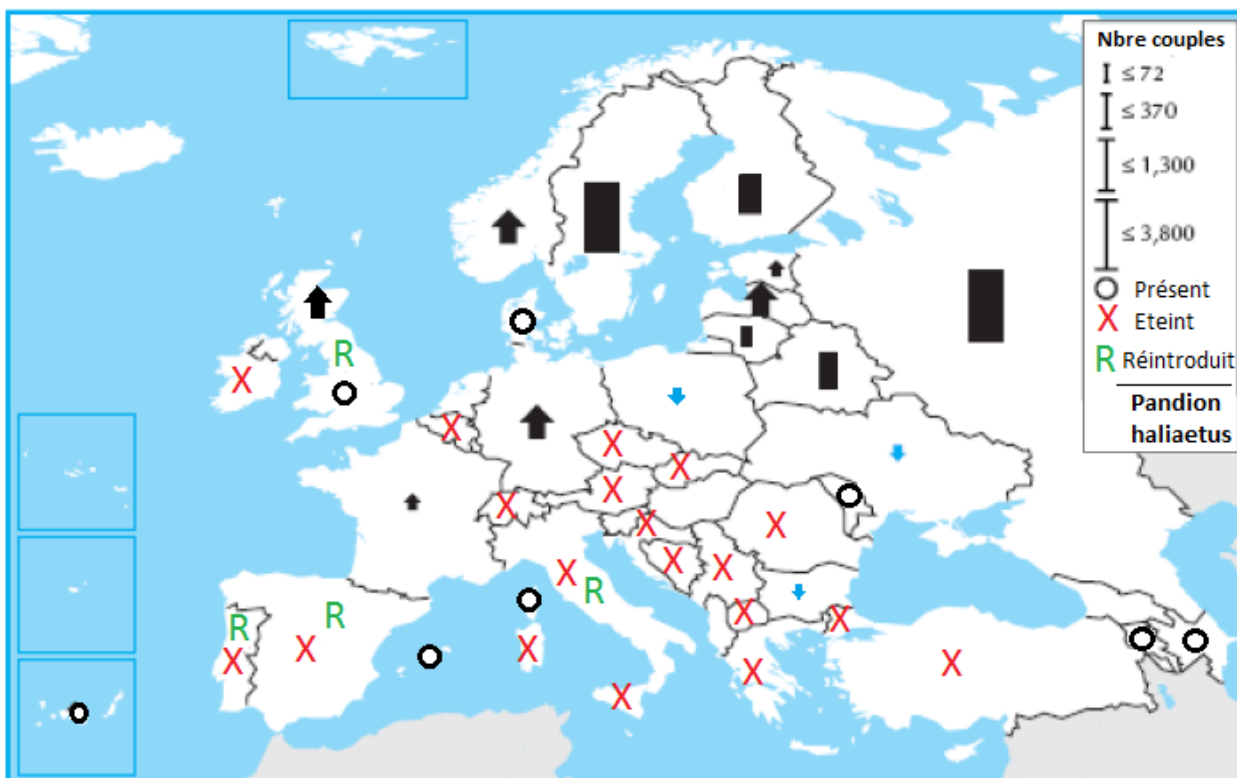 Nbre couples
≤ 72
≤ 370
≤ 1,300
≤ 3,800
Présent
X Eteint
R Réintroduit
Pandion
haliaetus
R
X
X
X
X
X
X
X
X
X
X
X
R
X
R
R
X
X
X
X
X
X
X
X